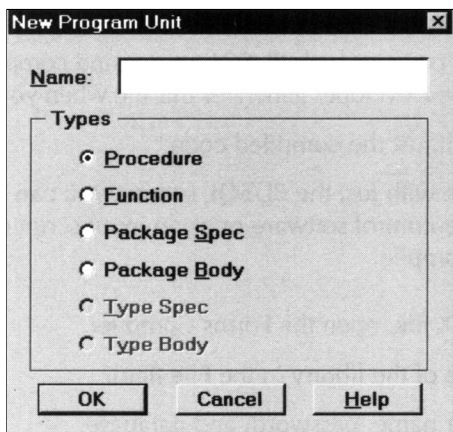 New Program Unit
Name:
Types
Procedure
Function
Package Spec
Package Body
Type Spec
Type Body
OK Cancel Help